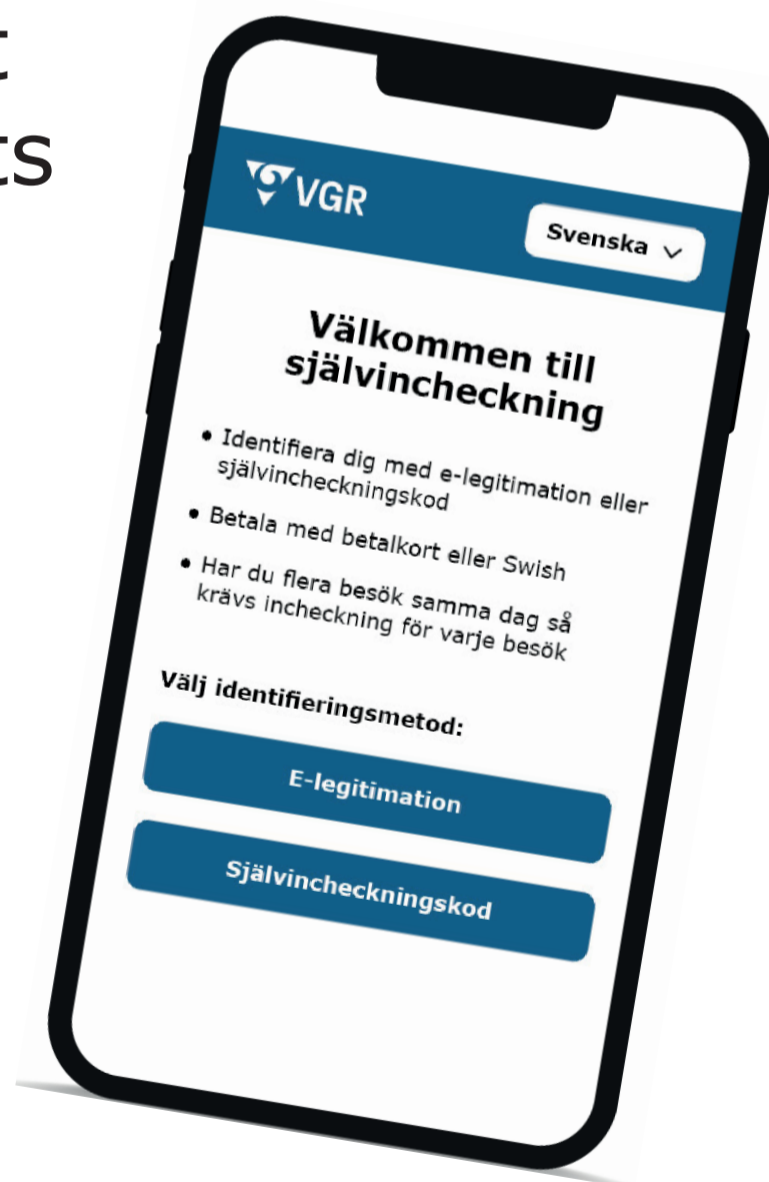 ts
VGR
Svenska
Välkommen till
självincheckning
• Identifiera dig med e-legitimation eller
självincheckningskod
• Betala med betalkort eller Swish
• Har du flera besök samma dag så
krävs incheckning för varje besök
Välj identifieringsmetod:
E-legitimation
Självincheckningskod